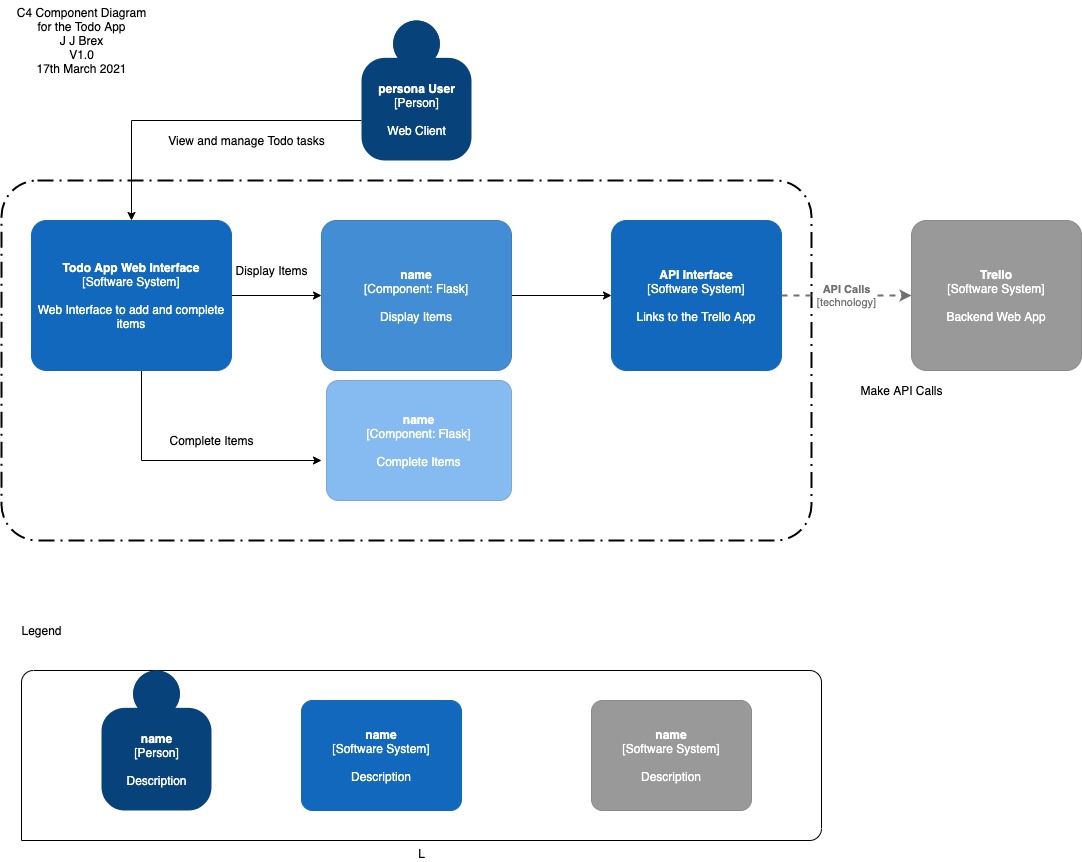 C4 Component Diagram
for the Todo App
J J Brex
V1.0
17th March 2021
persona User
[Person]
Web Client
View and manage Todo tasks
Todo App Web Interface
[Software System]
Web Interface to add and complete
items
Display Items
name
[Component: Flask]
Display Items
API Interface
[Software System]
Links to the Trello App
API Calls
[technology]
Trello
[Software System]
Backend Web App
Make API Calls
Complete Items
name
[Component: Flask]
Complete Items
Legend
name
[Person]
Description
name
[Software System]
Description
name
[Software System]
Description
L